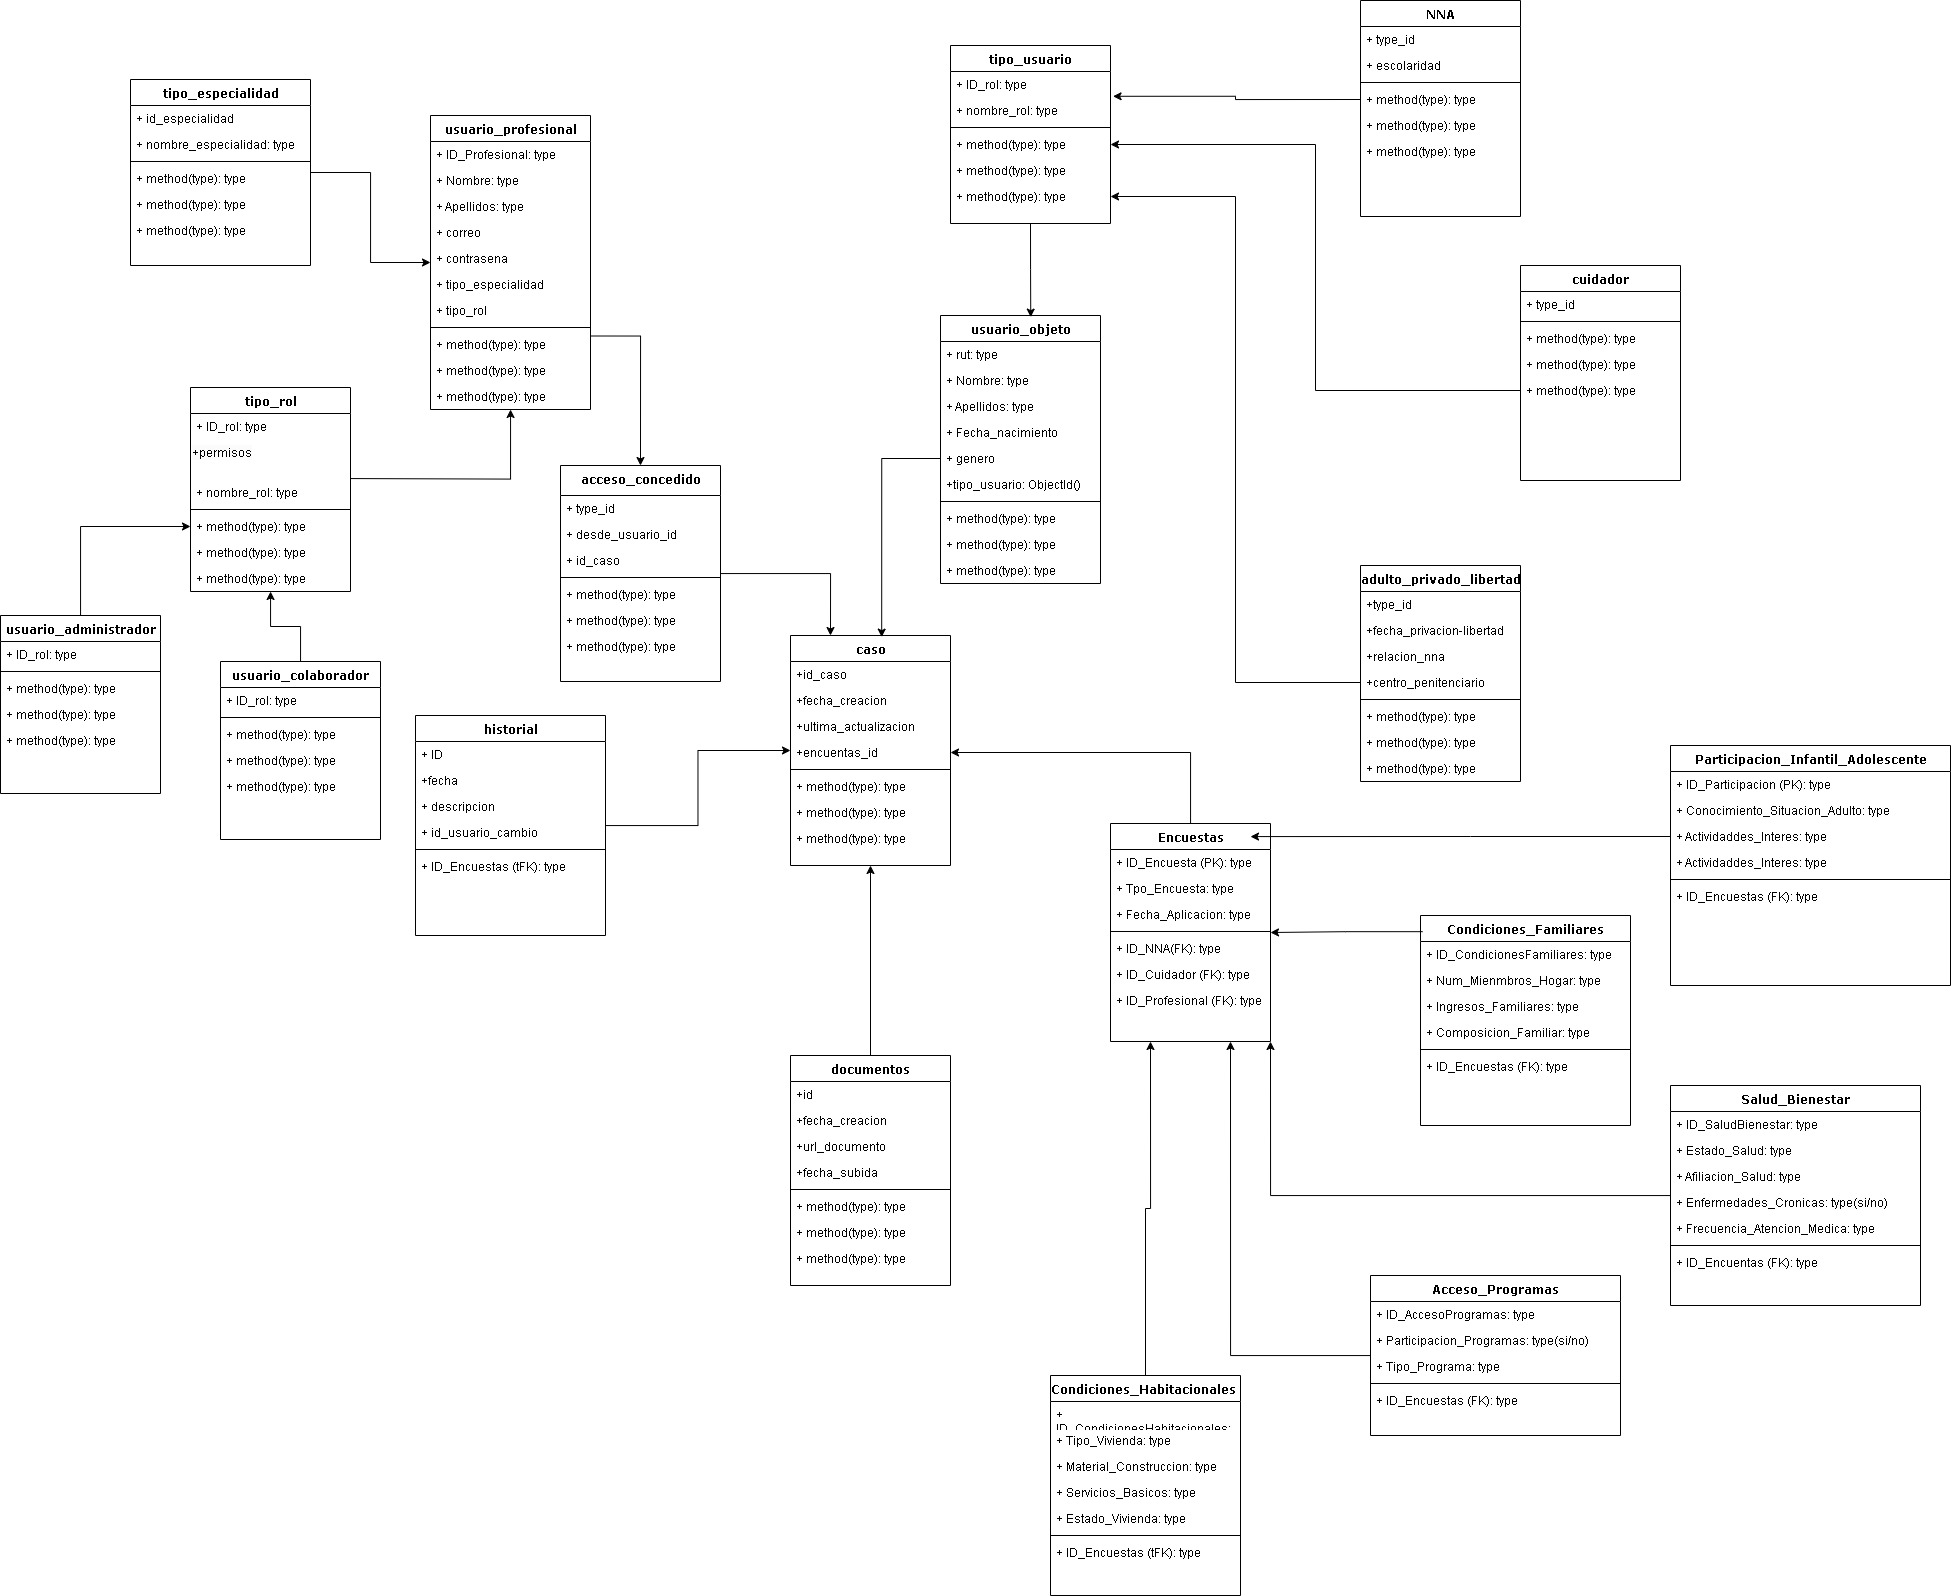 NNA
+ type_id
+ escolaridad
+ method(type): type
+ method(type): type
+ method(type): type
tipo_usuario
+ ID_rol: type
+ nombre_rol: type
+ method(type): type
+ method(type): type
+ method(type): type
tipo_especialidad
+ id_especialidad
+ nombre_especialidad: type
+ method(type): type
+ method(type): type
+ method(type): type
usuario_profesional
+ ID_Profesional: type
+ Nombre: type
+ Apellidos: type
+ correo
+ contrasena
+ tipo_especialidad
+ tipo_rol
+ method(type): type
+ method(type): type
+ method(type): type
cuidador
+ type_id
+ method(type): type
+ method(type): type
+ method(type): type
usuario_objeto
+ rut: type
+ Nombre: type
+ Apellidos: type
+ Fecha_nacimiento
+ genero
+tipo_usuario: ObjectId()
+ method(type): type
+ method(type): type
+ method(type): type
tipo_rol
+ ID_rol: type
+permisos
+ nombre_rol: type
+ method(type): type
+ method(type): type
+ method(type): type
acceso_concedido
+ type_id
+ desde_usuario_id
+ id_caso
+ method(type): type
+ method(type): type
+ method(type): type
adulto_privado_libertad
+type_id
+fecha_privacion-libertad
+relacion_nna
+centro_penitenciario
+ method(type): type
+ method(type): type
+ method(type): type
usuario_administrador
+ ID_rol: type
+ method(type): type
+ method(type): type
+ method(type): type
usuario_colaborador
+ ID_rol: type
+ method(type): type
+ method(type): type
+ method(type): type
caso
+id_caso
+fecha_creacion
+ultima_actualizacion
+encuentas_id
+ method(type): type
+ method(type): type
+ method(type): type
historial
+ ID
+fecha
+ descripcion
+ id_usuario_cambio
+ ID_Encuestas (tFK): type
Participacion_Infantil_Adolescente
+ ID_Participacion (PK): type
+ Conocimiento_Situacion_Adulto: type
+ Actividaddes_Interes: type
+ Actividaddes_Interes: type
+ ID_Encuestas (FK): type
Encuestas
+ ID_Encuesta (PK): type
+ Tpo_Encuesta: type
+ Fecha_Aplicacion: type
+ ID_NNA(FK): type
+ ID_Cuidador (FK): type
+ ID_Profesional (FK): type
Condiciones_Familiares
+ ID_CondicionesFamiliares: type
+ Num_Mienmbros_Hogar: type
+ Ingresos_Familiares: type
+ Composicion_Familiar: type
+ ID_Encuestas (FK): type
documentos
+id
+fecha_creacion
+url_documento
+fecha_subida
+ method(type): type
+ method(type): type
+ method(type): type
Salud_Bienestar
+ ID_SaludBienestar: type
+ Estado_Salud: type
+ Afiliacion_Salud: type
+ Enfermedades_Cronicas: type(si/no)
+ Frecuencia_Atencion_Medica: type
+ ID_Encuentas (FK): type
Acceso_Programas
+ ID_AccesoProgramas: type
+ Participacion_Programas: type(si/no)
+ Tipo_Programa: type
+ ID_Encuestas (FK): type
Condiciones_Habitacionales
+
ID_CondicionesHabitacionales:
+ Tipo_Vivienda: type
+ Material_Construccion: type
+ Servicios_Basicos: type
+ Estado_Vivienda: type
+ ID_Encuestas (tFK): type